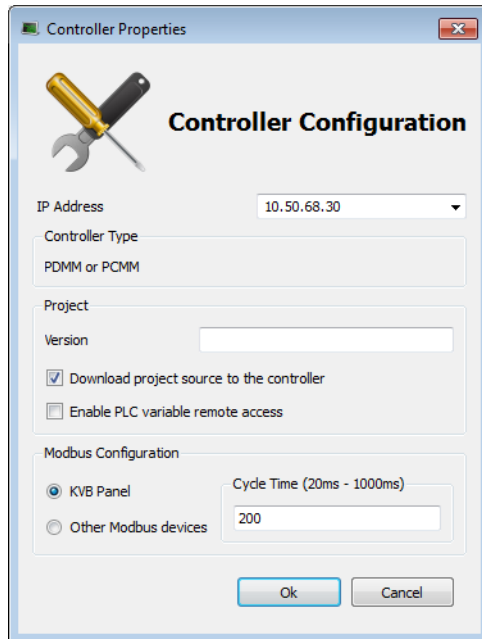 Controller Properties
Controller Configuration
IP Address
10.50.68.30
Controller Type
PDMM or PCMM
Project
Version
Download project source to the controller
Enable PLC variable remote access
Modbus Configuration
KVB Panel
Cycle Time (20ms - 1000ms)
200
Other Modbus devices
Ok
Cancel